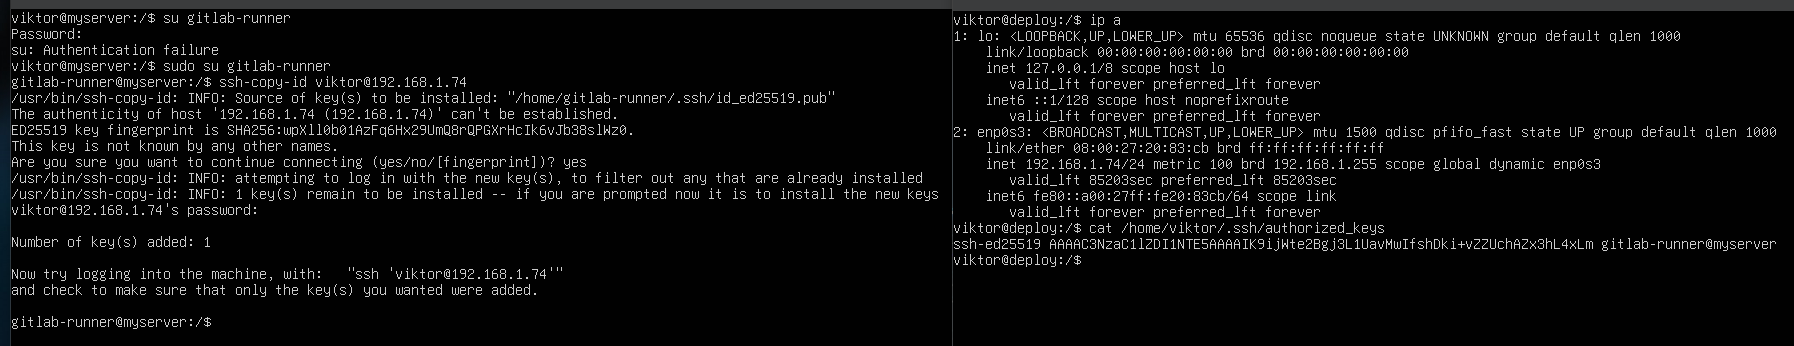 viktor@myserver:/$ su gitlab-runner
Password:
su: Authentication failure
viktor@myserver:/$ sudo su gitlab-runner
gitlab-runner@myserver:/$ ssh-copy-id viktor@192.168.1.74
/usr/bin/ssh-copy-id: INFO: Source of key(s) to be installed: "/home/gitlab-runner/.ssh/id_ed25519.pub"
The authenticity of host '192.168.1.74 (192.168.1.74)' can't be established.
ED25519 key fingerprint is SHA256:wpXll0b01AzFq6Hx29UmQ8rQPGXrHcIk6vJb38slWz0.
This key is not known by any other names.
Are you sure you want to continue connecting (yes/no/[fingerprint])? yes
/usr/bin/ssh-copy-id: INFO: attempting to log in with the new key(s), to filter out any that are already installed
/usr/bin/ssh-copy-id: INFO: 1 key(s) remain to be installed -- if you are prompted now it is to install the new keys
viktor@192.168.1.74's password:
Number of key(s) added: 1
Now try logging into the machine, with:   "ssh 'viktor@192.168.1.74'"
and check to make sure that only the key(s) you wanted were added.
gitlab-runner@myserver:/$
viktor@deploy:/$ ip a
1: lo: <LOOPBACK,UP,LOWER_UP> mtu 65536 qdisc noqueue state UNKNOWN group default qlen 1000
link/loopback 00:00:00:00:00:00 brd 00:00:00:00:00:00
inet 127.0.0.1/8 scope host lo
valid_lft forever preferred_lft forever
inet6 ::1/128 scope host noprefixroute
valid_lft forever preferred_lft forever
2: enp0s3: <BROADCAST,MULTICAST,UP,LOWER_UP> mtu 1500 qdisc pfifo_fast state UP group default qlen 1000
link/ether 08:00:27:20:83:cb brd ff:ff:ff:ff:ff:ff
inet 192.168.1.74/24 metric 100 brd 192.168.1.255 scope global dynamic enp0s3
valid_lft 85203sec preferred_lft 85203sec
inet6 fe80::a00:27ff:fe20:83cb/64 scope link
valid_lft forever preferred_lft forever
viktor@deploy:/$ cat /home/viktor/.ssh/authorized_keys
ssh-ed25519 AAAAC3NzaC1lZDI1NTE5AAAAIK9ijWte2Bgj3L1UavMwIfshDki+vZZUchAZx3hL4xLm gitlab-runner@myserver
viktor@deploy:/$